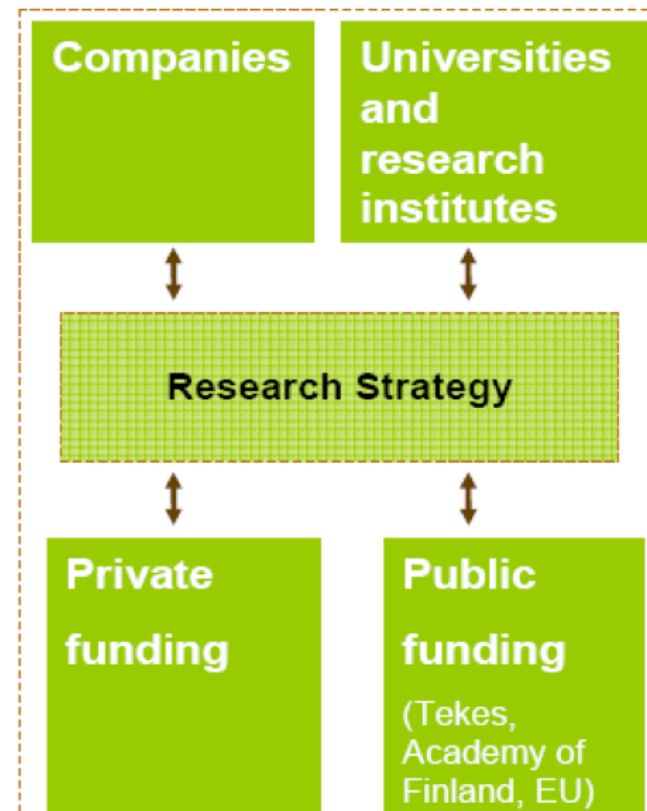 Companies
Universities
and
research
institutes
Research Strategy
Private
funding
Public
funding
(Tekes,
Academy of
Finland, EU)